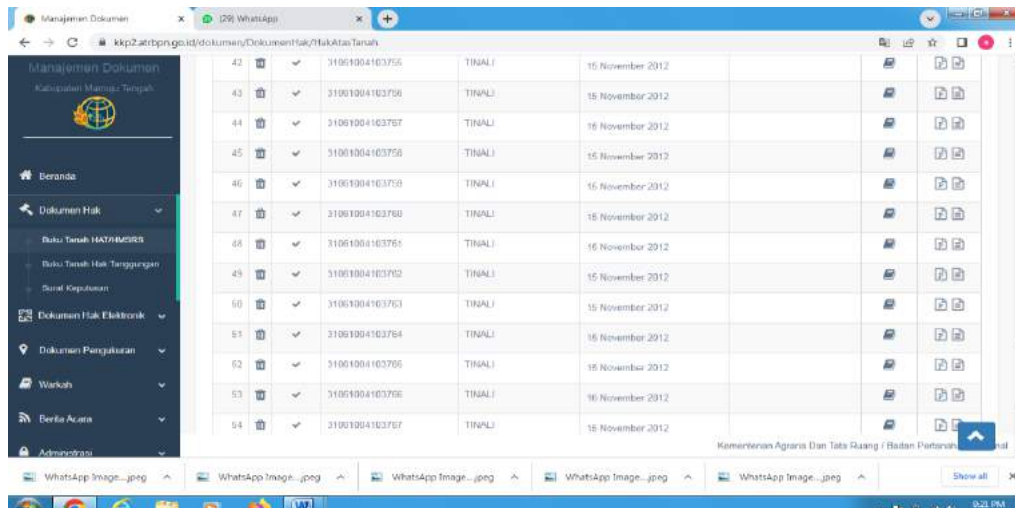 Manajemen Dokumen
(29) WhatsApp
kkp2.atrbpn.go.id/dokumen/DokumenHak/HakAtasTanah
Manajemen Dokumen
Kabupaten Mamuju Tengah
Beranda
Dokumen Hak
Buku Tanah HAT/HMSRS
Buku Tanah Hak Tanggungan
Surat Keputusan
Dokumen Hak Elektronik
Dokumen Pengukuran
Warkah
Berita Acara
Administrasi
42 31061004103755 TINALI 15 November 2012
43 31061004103756 TINALI 15 November 2012
44 31061004103757 TINALI 15 November 2012
45 TINALI 15 November 2012
46 TINALI 15 November 2012
47 31061004103760 TINALI 15 November 2012
48 31061004103761 TINALI 15 November 2012
49 31061004103762 TINALI 15 November 2012
50 31061004103763 TINALI 15 November 2012
51 31061004103764 TINALI 15 November 2012
52 TINALI 15 November 2012
53 31061004103766 TINALI 15 November 2012
54 31061004103767 TINALI 15 November 2012
Kementerian Agraria Dan Tata Ruang / Badan
WhatsApp Image....jpeg
WhatsApp Image....jpeg
WhatsApp Image....jpeg
WhatsApp Image....jpeg
WhatsApp Image....jpeg
Show all
9:21 PM